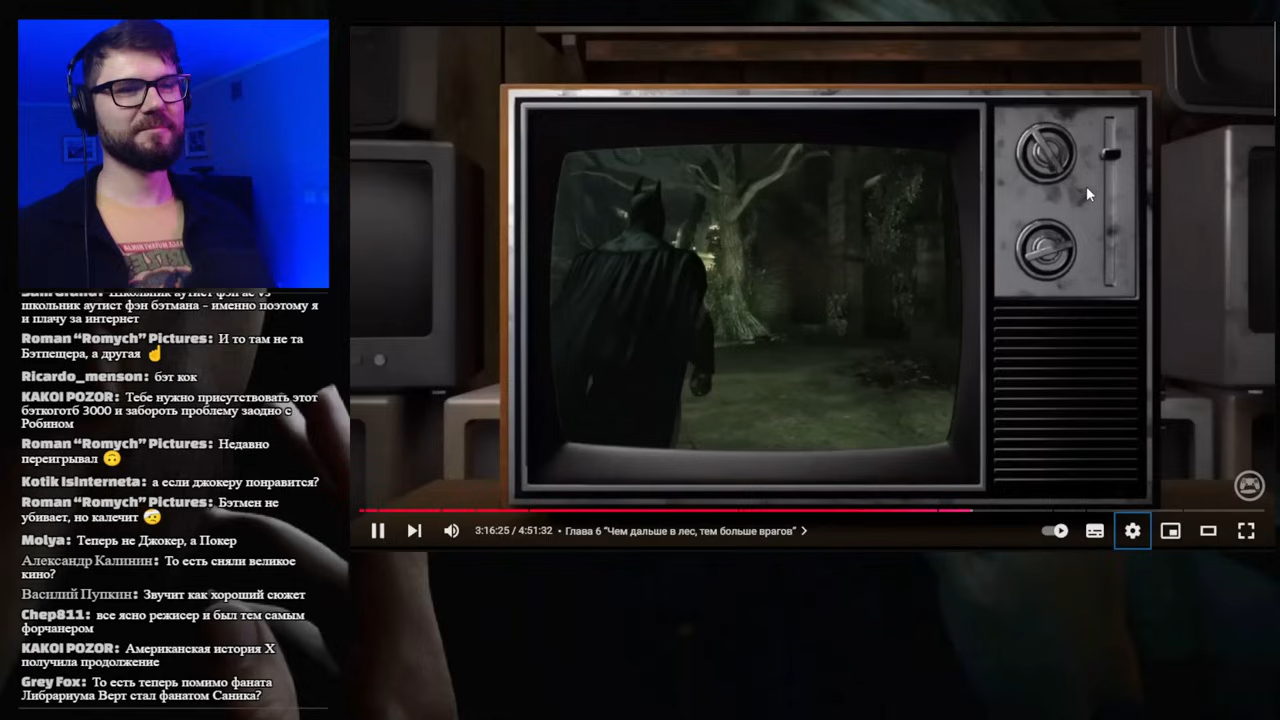 школьник аутист фэн бэтмана - именно поэтому я
и плачу за интернет
Roman “Romych” Pictures: И то там не та
Бэтпещера, а другая ☝
Ricardo_menson: бэт кок
KAKOI POZOR: Тебе нужно присутствовать этот
бэткоготб 3000 и забороть проблему заодно с
Робином
Roman “Romych” Pictures: Недавно
переигрывал 🙃
Kotik IsInterneta: а если джокеру понравится?
Roman “Romych” Pictures: Бэтмен не
убивает, но калечит 🤕
Molya: Теперь не Джокер, а Покер
Александр Калинин: То есть сняли великое
кино?
Василий Пупкин: Звучит как хороший сюжет
Chep811: все ясно режисер и был тем самым
форчанером
KAKOI POZOR: Американская история Х
получила продолжение
Grey Fox: То есть теперь помимо фаната
Либрариума Верт стал фанатом Саника?
3:16:25 / 4:51:32 • Глава 6 “Чем дальше в лес, тем больше врагов” >